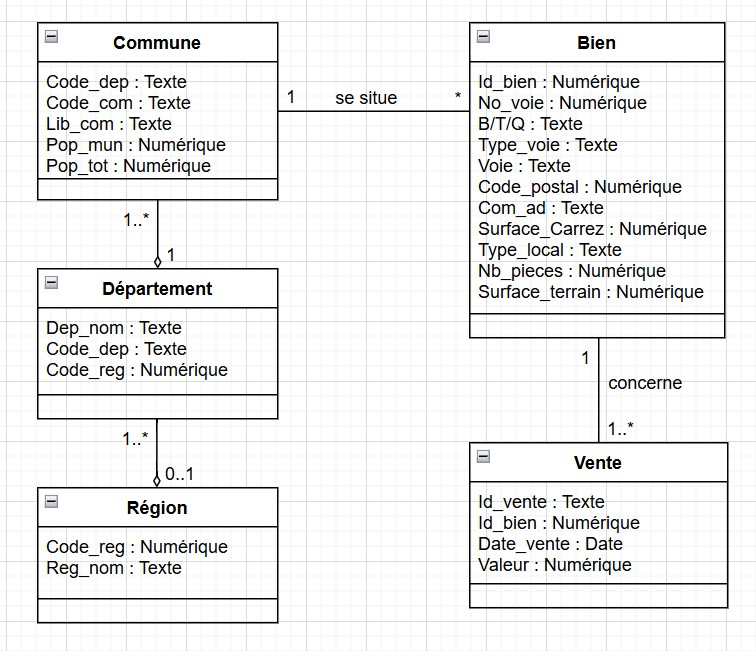 Commune
Code_dep : Texte
Code_com : Texte
Lib_com : Texte
Pop_mun : Numérique
Pop_tot : Numérique
1
se situe
*
Bien
Id_bien : Numérique
No_voie : Numérique
B/T/Q : Texte
Type_voie : Texte
Voie : Texte
Code_postal : Numérique
Com_ad : Texte
Surface_Carrez : Numérique
Type_local : Texte
Nb_pieces : Numérique
Surface_terrain : Numérique
1..*
1
Département
Dep_nom : Texte
Code_dep : Texte
Code_reg : Numérique
1..*
0..1
Région
Code_reg : Numérique
Reg_nom : Texte
1
concerne
1..*
Vente
Id_vente : Texte
Id_bien : Numérique
Date_vente : Date
Valeur : Numérique